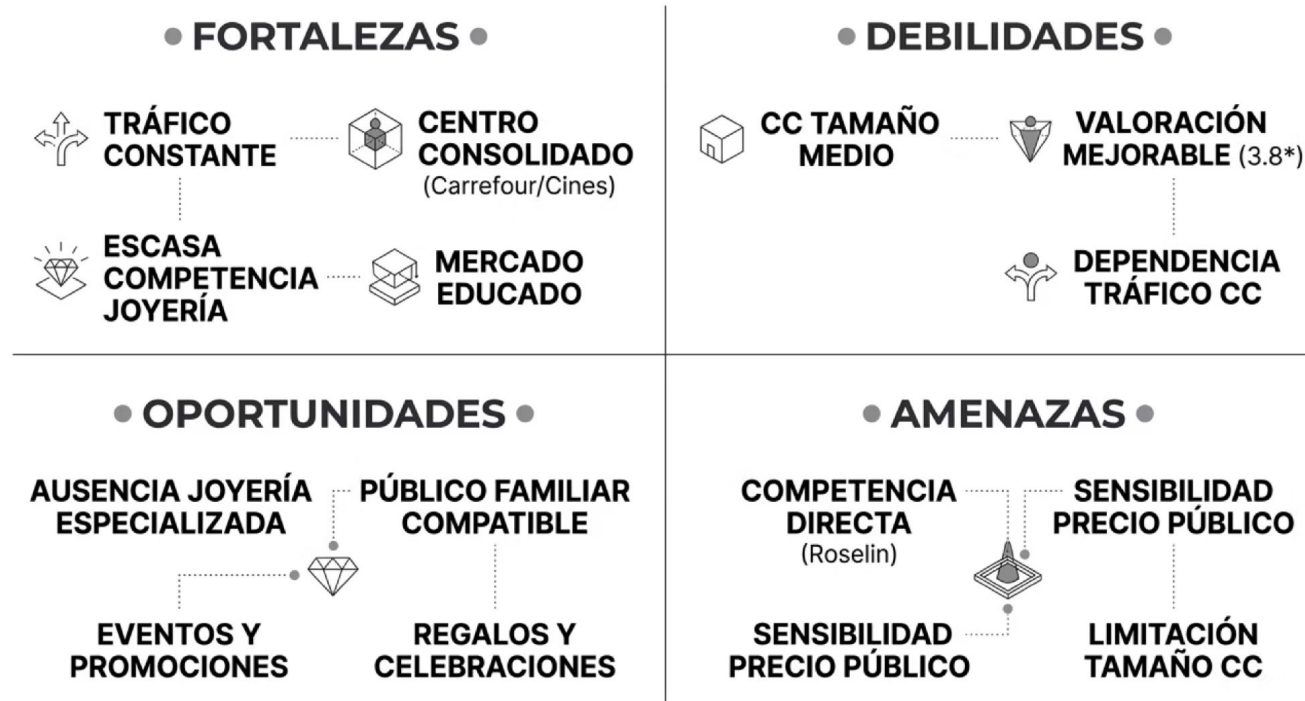 FORTALEZAS
TRÁFICO
CONSTANTE
CENTRO
CONSOLIDADO
(Carrefour/Cines)
ESCASA
COMPETENCIA
JOYERÍA
MERCADO
EDUCADO
DEBILIDADES
CC TAMAÑO
MEDIO
VALORACIÓN
MEJORABLE (3.8*)
DEPENDENCIA
TRÁFICO CC
OPORTUNIDADES
AUSENCIA JOYERÍA
ESPECIALIZADA
PÚBLICO FAMILIAR
COMPATIBLE
EVENTOS Y
PROMOCIONES
REGALOS Y
CELEBRACIONES
AMENAZAS
COMPETENCIA
DIRECTA
(Roselin)
SENSIBILIDAD
PRECIO PÚBLICO
SENSIBILIDAD
PRECIO PÚBLICO
LIMITACIÓN
TAMAÑO CC